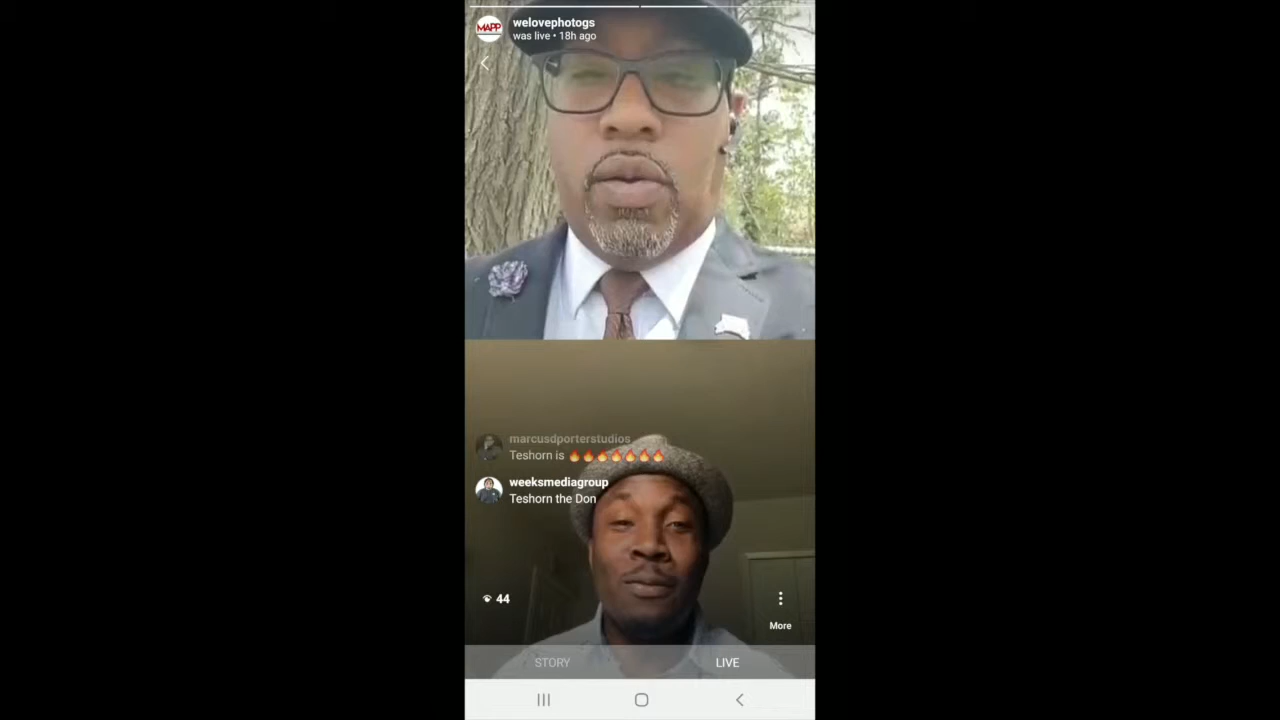 MAPP
welovephotogs
was live • 18h ago
marcusdporterstudios
Teshorn is 🔥🔥🔥🔥🔥🔥🔥
weeksmediagroup
Teshorn the Don
44
More
STORY
LIVE